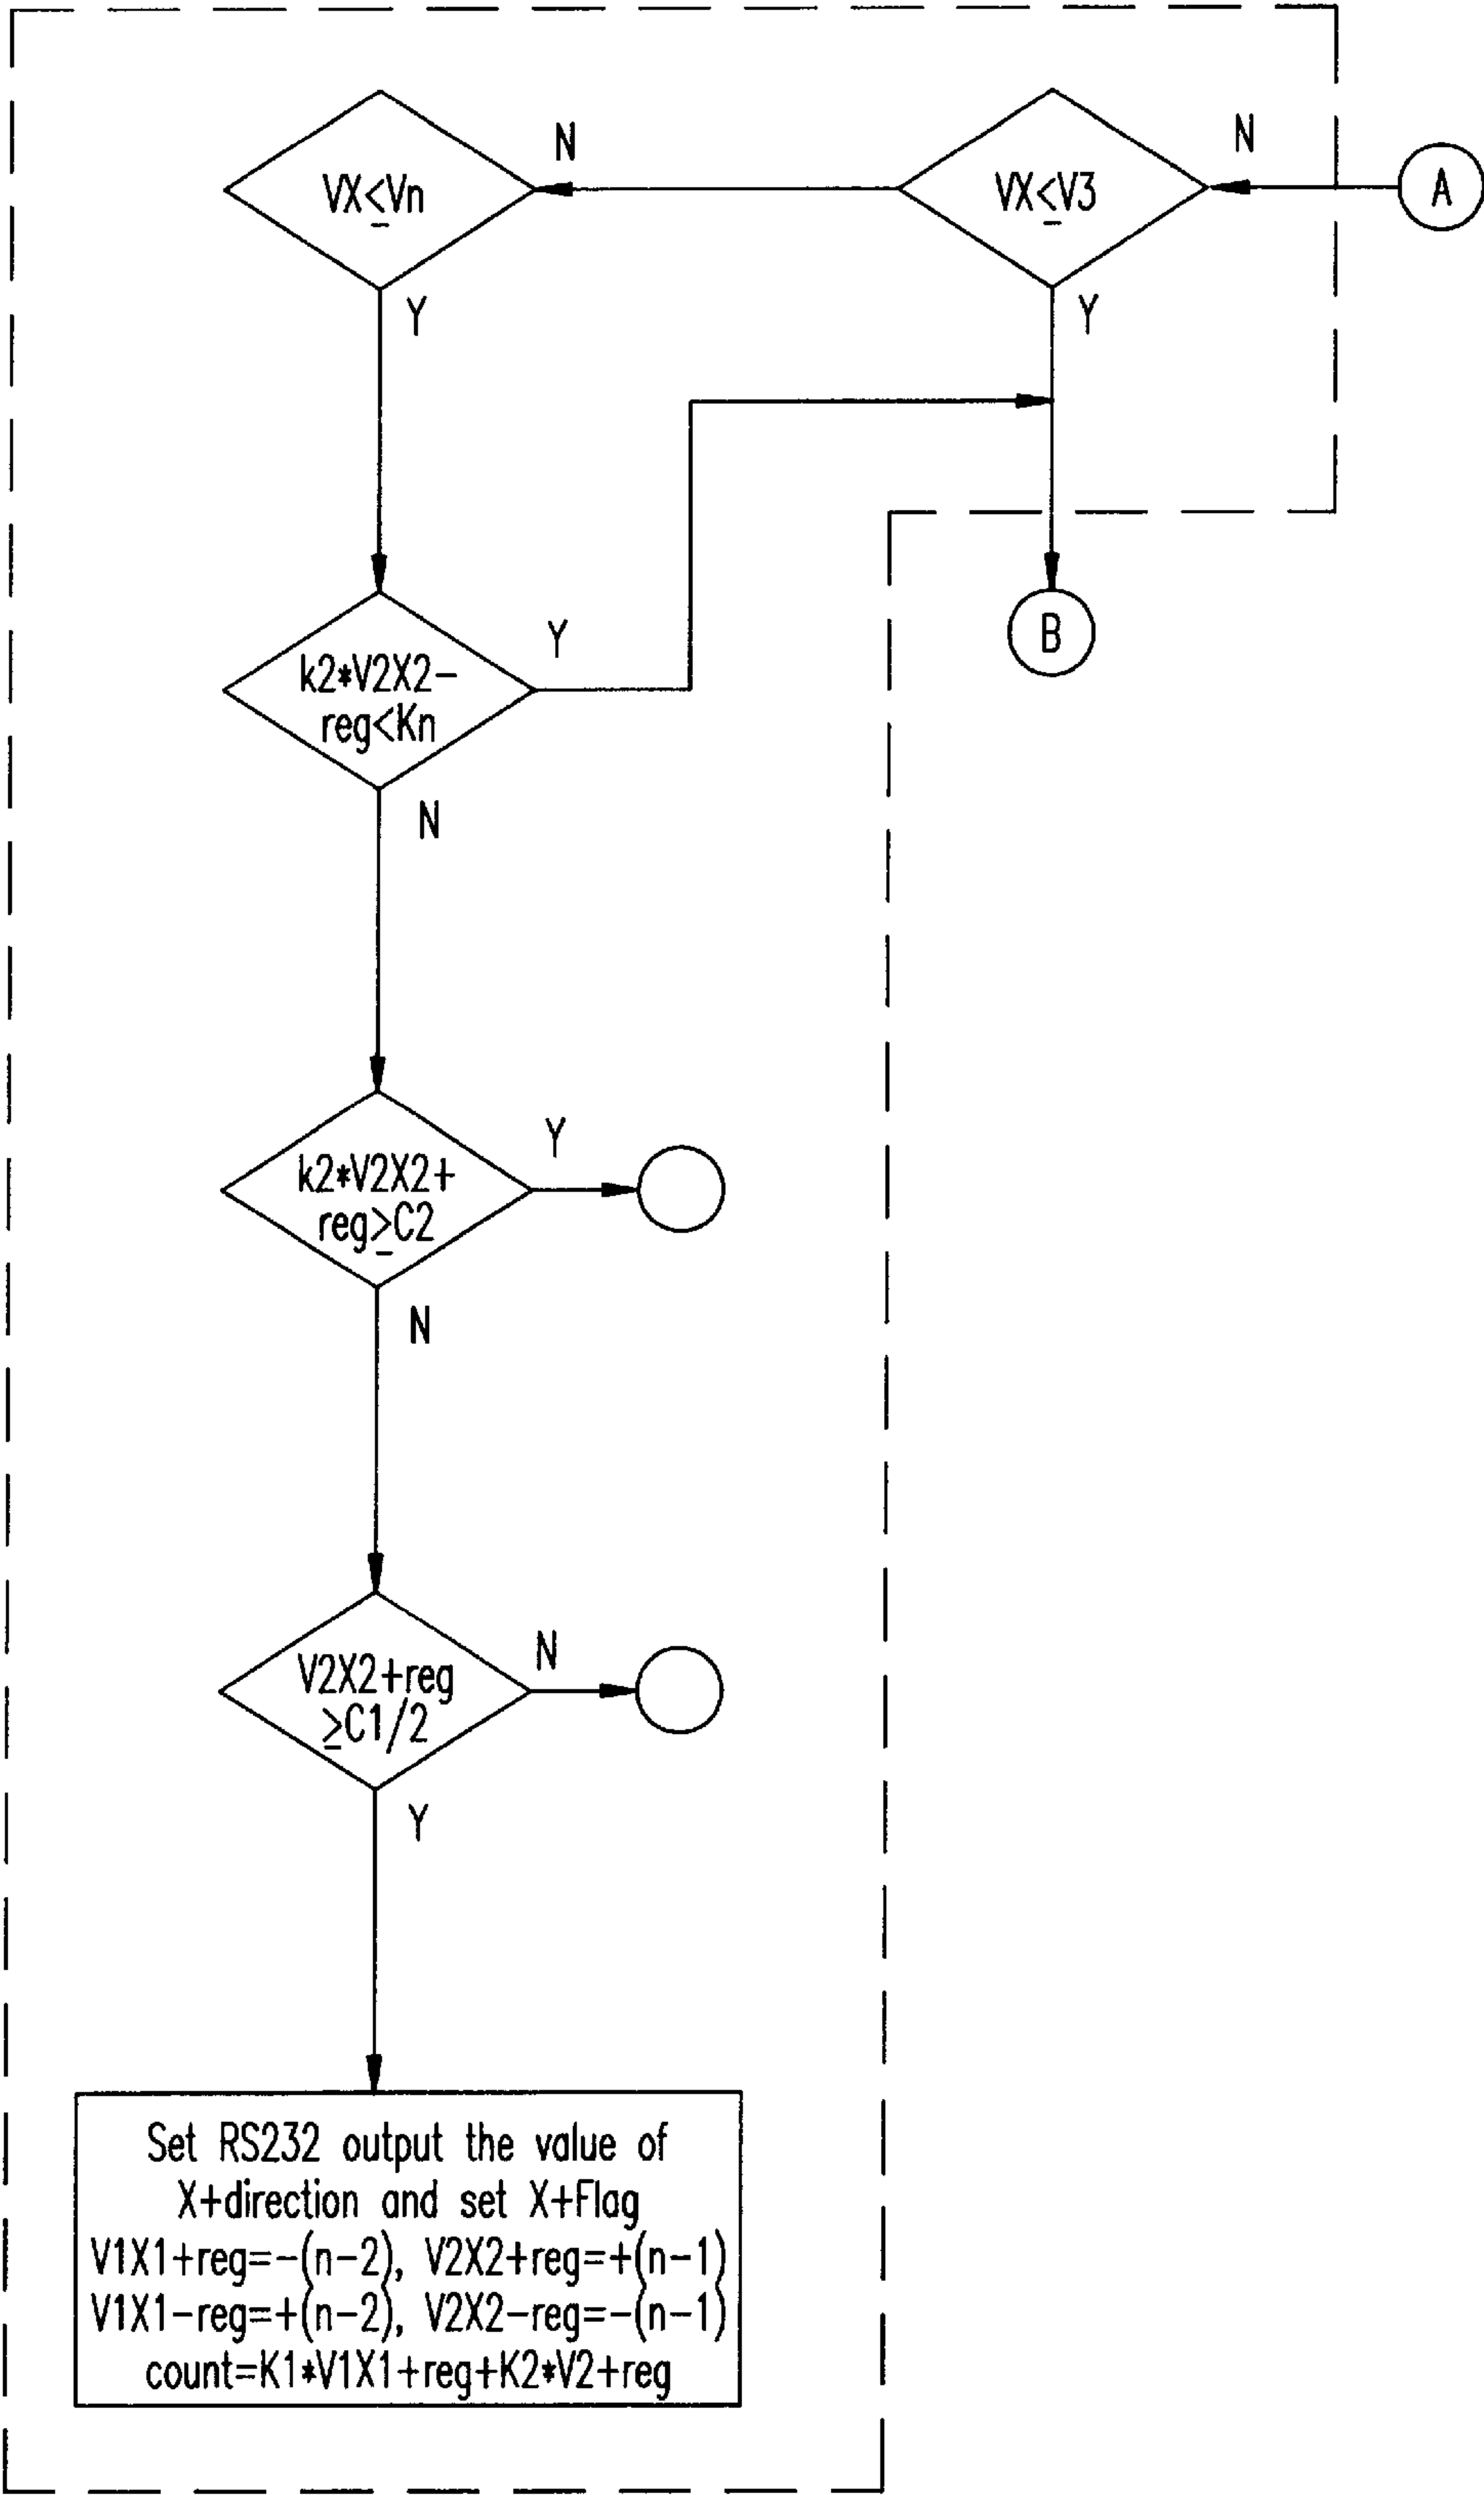 N
N
A
VX≤Vn
VX≤V3
Y
Y
B
k2*V2X2-
reg<Kn
Y
N
k2*V2X2+
reg≥C2
Y
N
V2X2+reg
≥C1/2
N
Y
Set RS232 output the value of
X+direction and set X+Flag
V1X1+reg=-(n-2), V2X2+reg=+(n-1)
V1X1-reg=+(n-2), V2X2-reg=-(n-1)
count=K1*V1X1+reg+K2*V2+reg